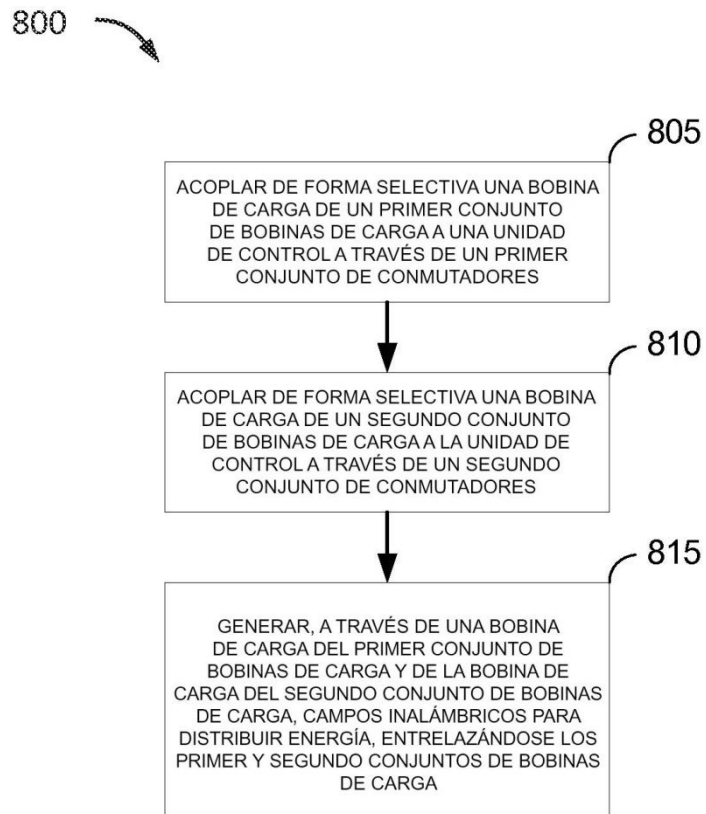 800
805
ACOPLAR DE FORMA SELECTIVA UNA BOBINA
DE CARGA DE UN PRIMER CONJUNTO
DE BOBINAS DE CARGA A UNA UNIDAD
DE CONTROL A TRAVÉS DE UN PRIMER
CONJUNTO DE CONMUTADORES
810
ACOPLAR DE FORMA SELECTIVA UNA BOBINA
DE CARGA DE UN SEGUNDO CONJUNTO
DE BOBINAS DE CARGA A LA UNIDAD DE
CONTROL A TRAVÉS DE UN SEGUNDO
CONJUNTO DE CONMUTADORES
815
GENERAR, A TRAVÉS DE UNA BOBINA
DE CARGA DEL PRIMER CONJUNTO DE
BOBINAS DE CARGA Y DE LA BOBINA DE
CARGA DEL SEGUNDO CONJUNTO DE BOBINAS
DE CARGA, CAMPOS INALÁMBRICOS PARA
DISTRIBUIR ENERGÍA, ENTRELAZÁNDOSE LOS
PRIMER Y SEGUNDO CONJUNTOS DE BOBINAS
DE CARGA